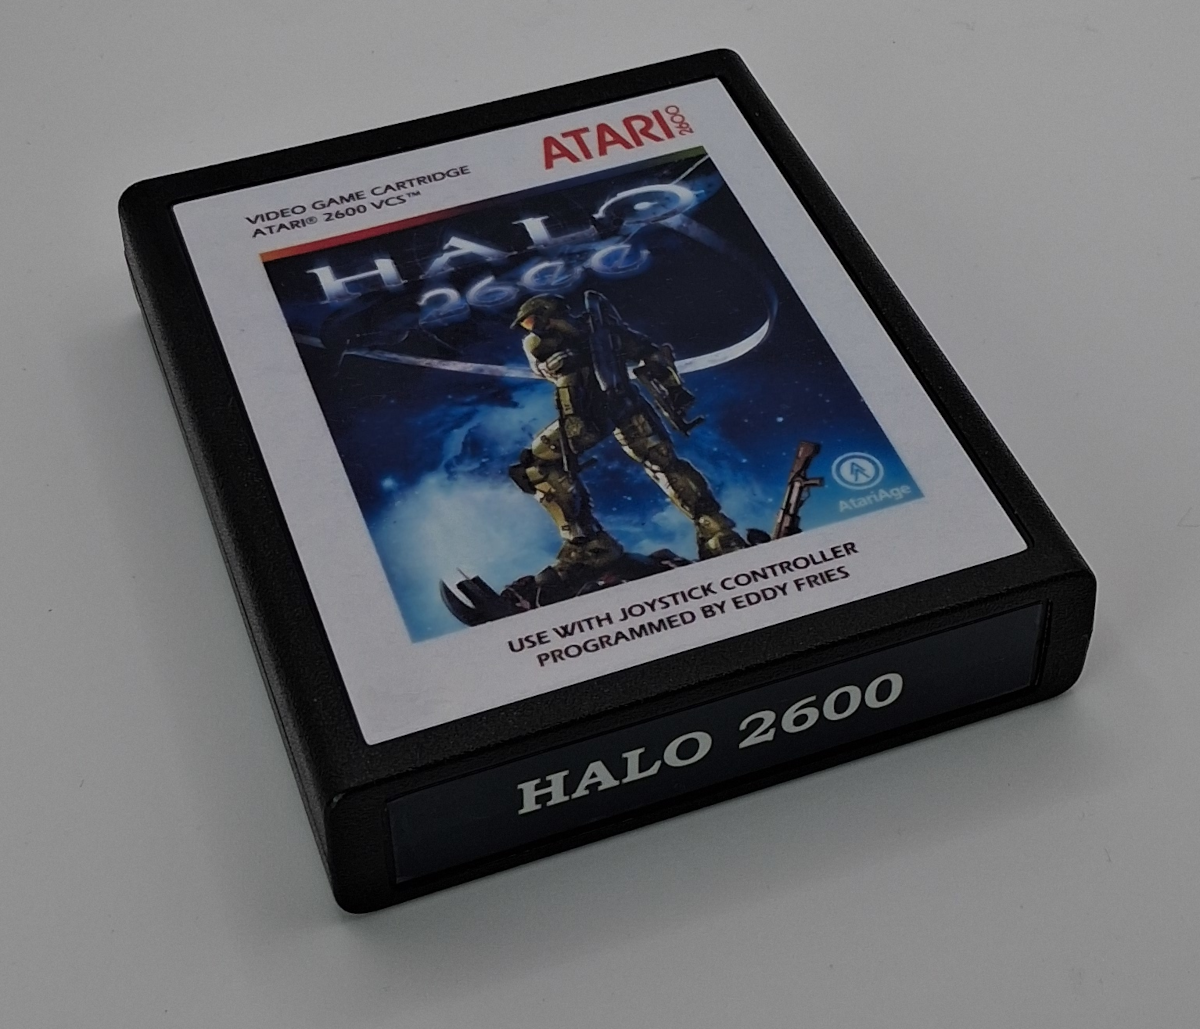 ATARI 2600
VIDEO GAME CARTRIDGE
ATARI® 2600 VCS™
HALO
2600
AtariAge
USE WITH JOYSTICK CONTROLLER
PROGRAMMED BY EDDY FRIES
HALO 2600